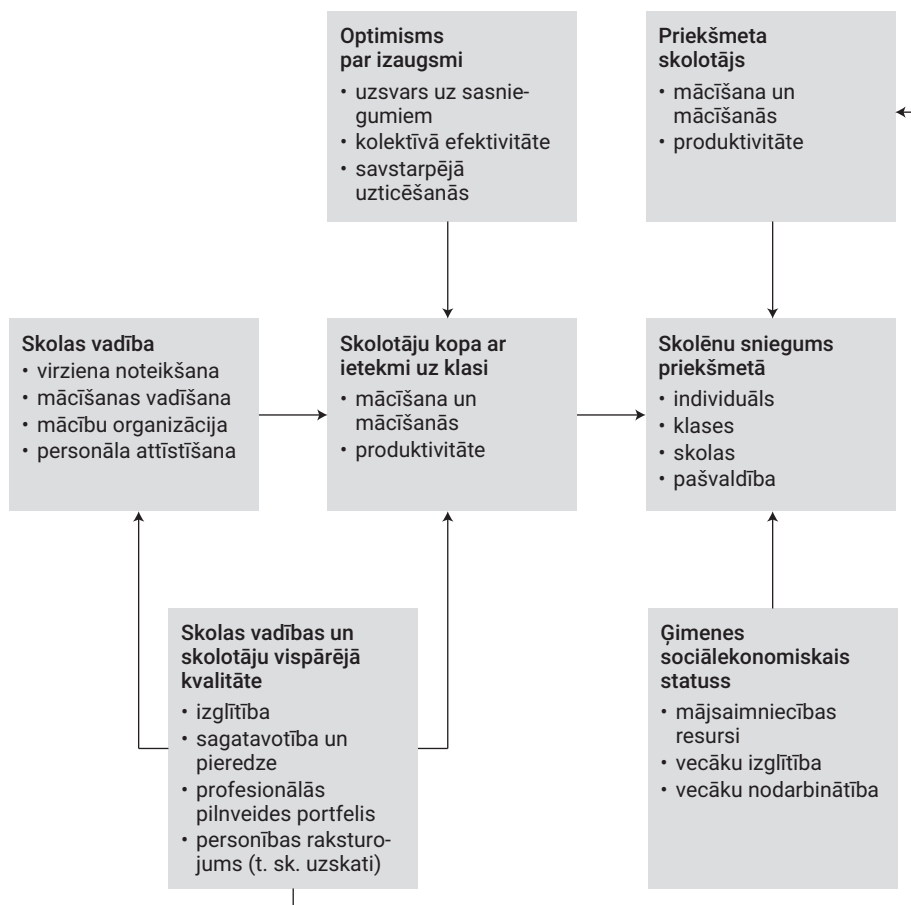 Optimisms
par izaugsmi
• uzsvars uz sasnie-
gumiem
• kolektīvā efektivitāte
• savstarpējā
uzticēšanās
Priekšmeta
skolotājs
• mācīšana un
mācīšanās
• produktivitāte
Skolas vadība
• virziena noteikšana
• mācīšanas vadīšana
• mācību organizācija
• personāla attīstīšana
Skolotāju kopa ar
ietekmi uz klasi
• mācīšana un
mācīšanās
• produktivitāte
Skolēnu sniegums
priekšmetā
• individuāls
• klases
• skolas
• pašvaldība
Skolas vadības un
skolotāju vispārējā
kvalitāte
• izglītība
• sagatavotība un
pieredze
• profesionālās
pilnveides portfelis
• personības raksturo-
jums (t. sk. uzskati)
Ģimenes
sociālekonomiskais
statuss
• mājsaimniecības
resursi
• vecāku izglītība
• vecāku nodarbinātība